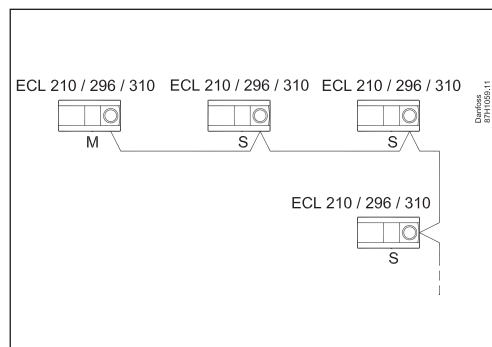 ECL 210 / 296 / 310 ECL 210 / 296 / 310 ECL 210 / 296 / 310
M S S
ECL 210 / 296 / 310
S
Danfoss
87H1059.11